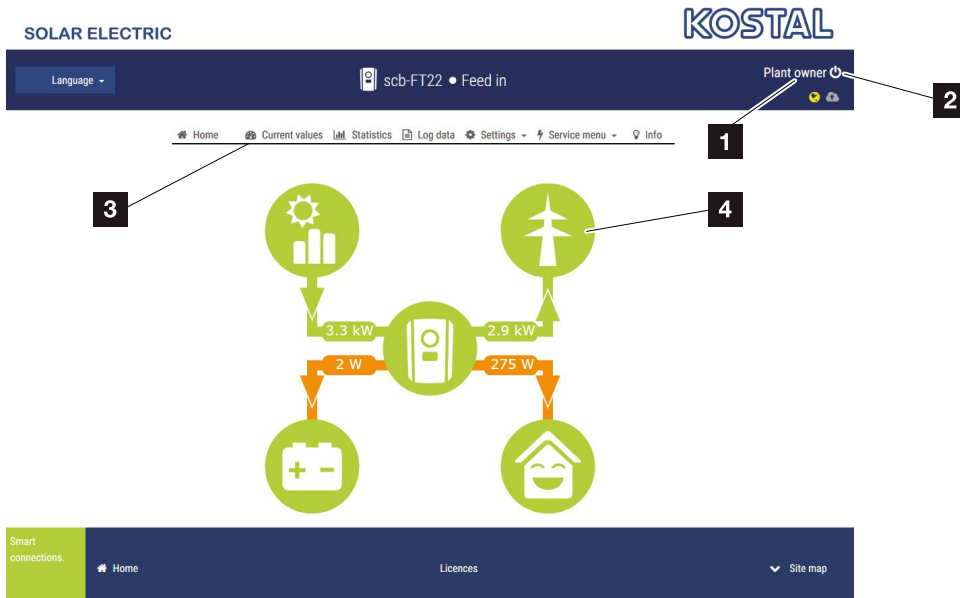 SOLAR ELECTRIC
KOSTAL
Language
scb-FT22 ● Feed in
Plant owner
2
Home Current values Statistics Log data Settings Service menu Info
1
3
4
3.3 kW
2.9 kW
2 W
275 W
+ -
Smart
connections.
Home
Licences
Site map